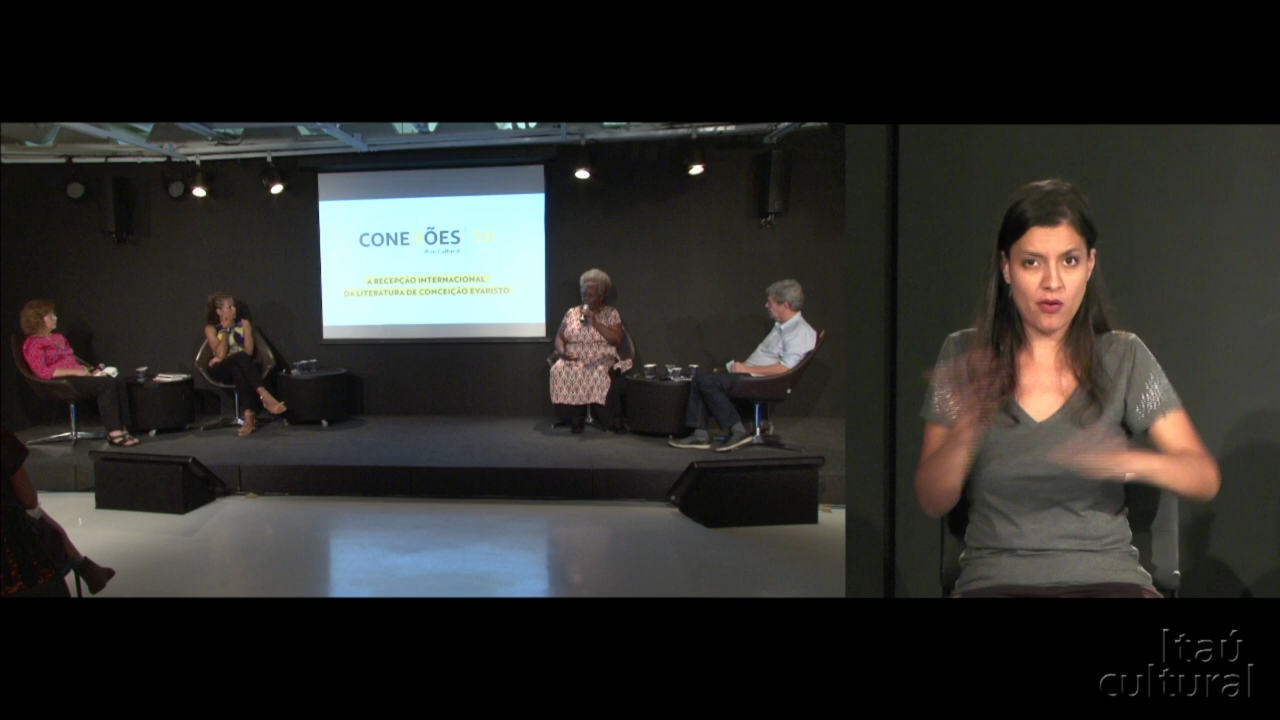 CONE ÕES
A RECEPÇÃO INTERNACIONAL
DA LITERATURA DE CONCEIÇÃO EVARISTO
Itaú
cultural